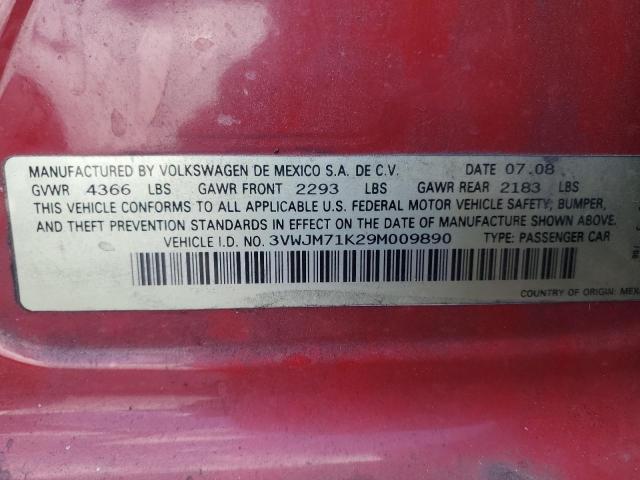 MANUFACTURED BY VOLKSWAGEN DE MEXICO S.A. DE C.V. DATE 07.08
GVWR 4366 LBS GAWR FRONT 2293 LBS GAWR REAR 2183 LBS
THIS VEHICLE CONFORMS TO ALL APPLICABLE U.S. FEDERAL MOTOR VEHICLE SAFETY, BUMPER,
AND THEFT PREVENTION STANDARDS IN EFFECT ON THE DATE OF MANUFACTURE SHOWN ABOVE.
VEHICLE I.D. NO. 3VWJM71K29M009890 TYPE: PASSENGER CAR
COUNTRY OF ORIGIN: MEX